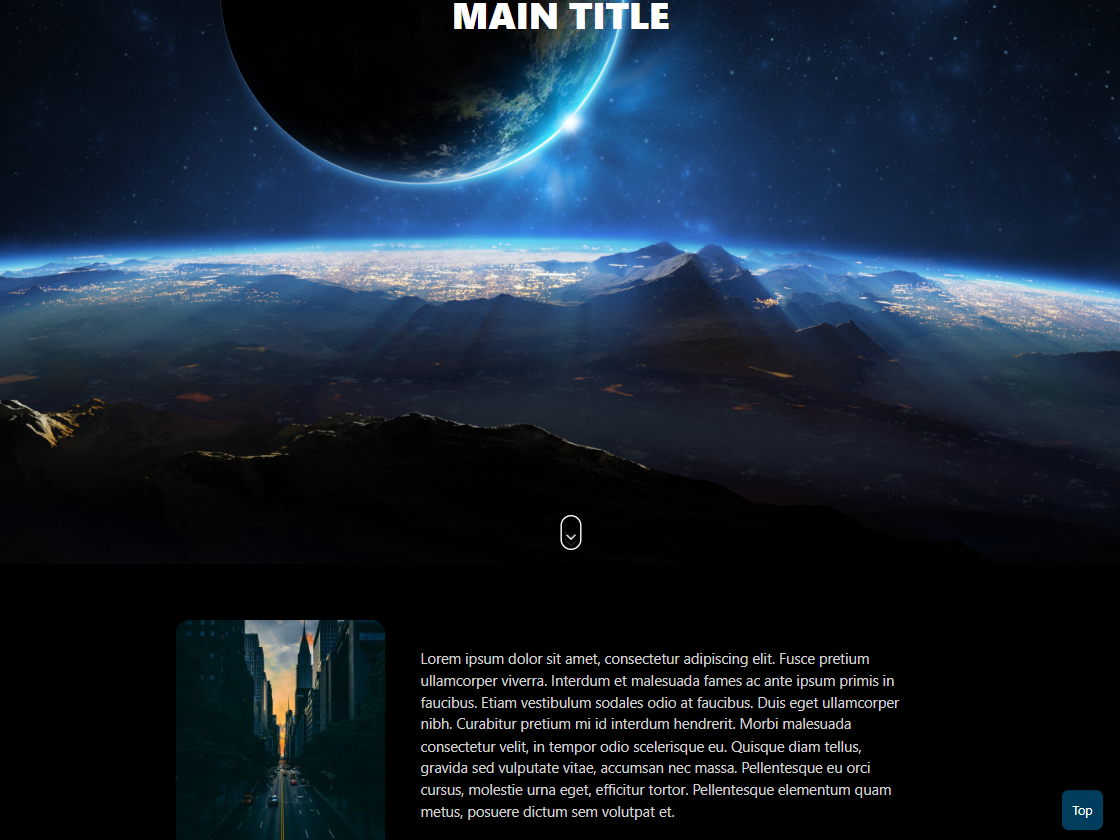 MAIN TITLE
Lorem ipsum dolor sit amet, consectetur adipiscing elit. Fusce pretium
ullamcorper viverra. Interdum et malesuada fames ac ante ipsum primis in
faucibus. Etiam vestibulum sodales odio at faucibus. Duis eget ullamcorper
nibh. Curabitur pretium mi id interdum hendrerit. Morbi malesuada
consectetur velit, in tempor odio scelerisque eu. Quisque diam tellus,
gravida sed vulputate vitae, accumsan nec massa. Pellentesque eu orci
cursus, molestie urna eget, efficitur tortor. Pellentesque elementum quam
metus, posuere dictum sem volutpat et.
Top